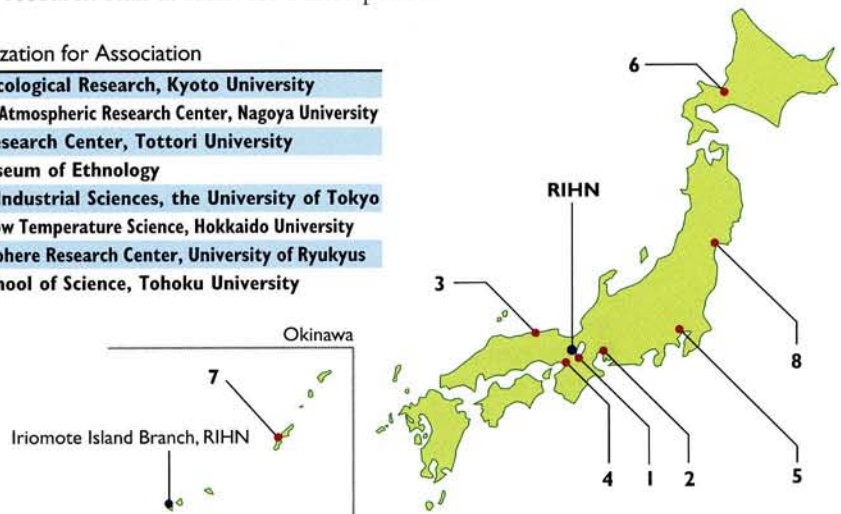 zation for Association
cological Research, Kyoto University
Atmospheric Research Center, Nagoya University
esearch Center, Tottori University
seum of Ethnology
Industrial Sciences, the University of Tokyo
ow Temperature Science, Hokkaido University
phere Research Center, University of Ryukyus
hool of Science, Tohoku University
6
RIHN
3
8
Okinawa
7
Iriomote Island Branch, RIHN
4
1
2
5